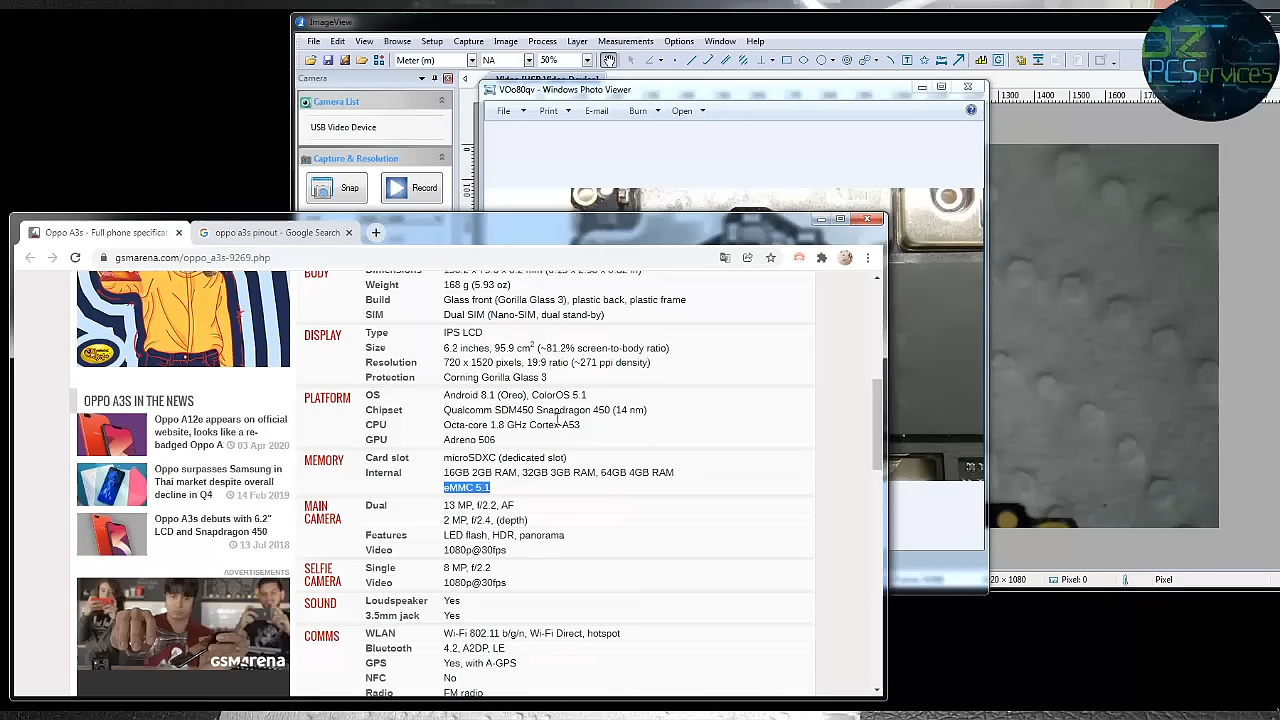 ImageView
File Edit View Browse Setup Capture Image Process Layer Measurements Options Window Help
Meter (m) NA 50%
Camera
Camera List
USB Video Device
Capture & Resolution
Snap Record
Video [USB Video Device]
1300 1400 1500 1600
DZ
PCServices
VOo80qv - Windows Photo Viewer
File Print E-mail Burn Open
Oppo A3s - Full phone specificat
oppo a3s pinout - Google Search
gsmarena.com/oppo_a3s-9269.php
BODY
Dimensions
Weight 168 g (5.93 oz)
Build Glass front (Gorilla Glass 3), plastic back, plastic frame
SIM Dual SIM (Nano-SIM, dual stand-by)
DISPLAY Type IPS LCD
Size 6.2 inches, 95.9 cm2 (~81.2% screen-to-body ratio)
Resolution 720 x 1520 pixels, 19:9 ratio (~271 ppi density)
Protection Corning Gorilla Glass 3
PLATFORM OS Android 8.1 (Oreo), ColorOS 5.1
Chipset Qualcomm SDM450 Snapdragon 450 (14 nm)
CPU Octa-core 1.8 GHz Cortex-A53
GPU Adreno 506
MEMORY Card slot microSDXC (dedicated slot)
Internal 16GB 2GB RAM, 32GB 3GB RAM, 64GB 4GB RAM
eMMC 5.1
MAIN CAMERA Dual 13 MP, f/2.2, AF
2 MP, f/2.4, (depth)
Features LED flash, HDR, panorama
Video 1080p@30fps
SELFIE CAMERA Single 8 MP, f/2.2
Video 1080p@30fps
SOUND Loudspeaker Yes
3.5mm jack Yes
COMMS WLAN Wi-Fi 802.11 b/g/n, Wi-Fi Direct, hotspot
Bluetooth 4.2, A2DP, LE
GPS Yes, with A-GPS
NFC No
Radio FM radio
OPPO A3S IN THE NEWS
Oppo A12e appears on official
website, looks like a re-
badged Oppo A 03 Apr 2020
Oppo surpasses Samsung in
Thai market despite overall
decline in Q4 14 Feb 2019
Oppo A3s debuts with 6.2"
LCD and Snapdragon 450
13 Jul 2018
ADVERTISEMENTS
GSMARENA
20 x 1080 Pixel: 0 Pixel